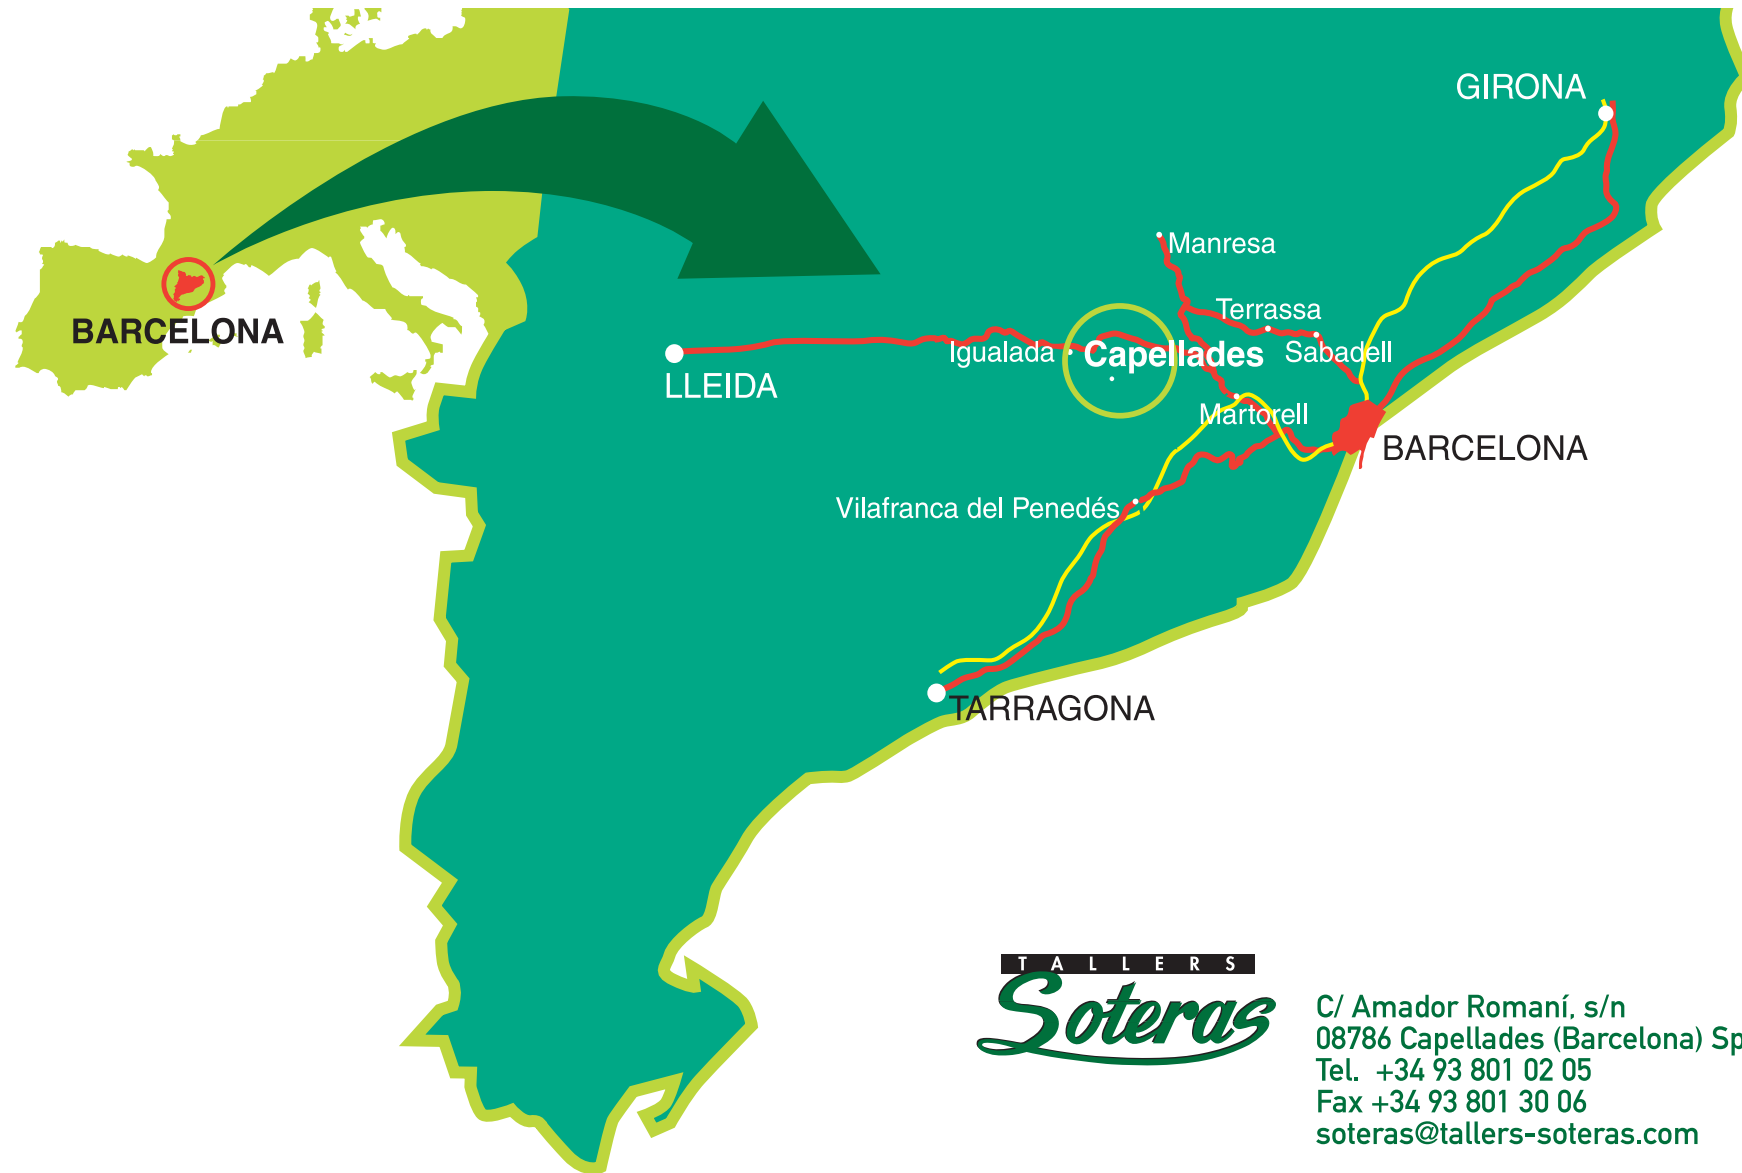 GIRONA
Manresa
Terrassa
BARCELONA
Igualada
Capellades
Sabadell
LLEIDA
Martorell
BARCELONA
Vilafranca del Penedés
TARRAGONA
TALLERS
Soteras
C/ Amador Romaní, s/n
08786 Capellades (Barcelona) Sp
Tel. +34 93 801 02 05
Fax +34 93 801 30 06
soteras@tallers-soteras.com